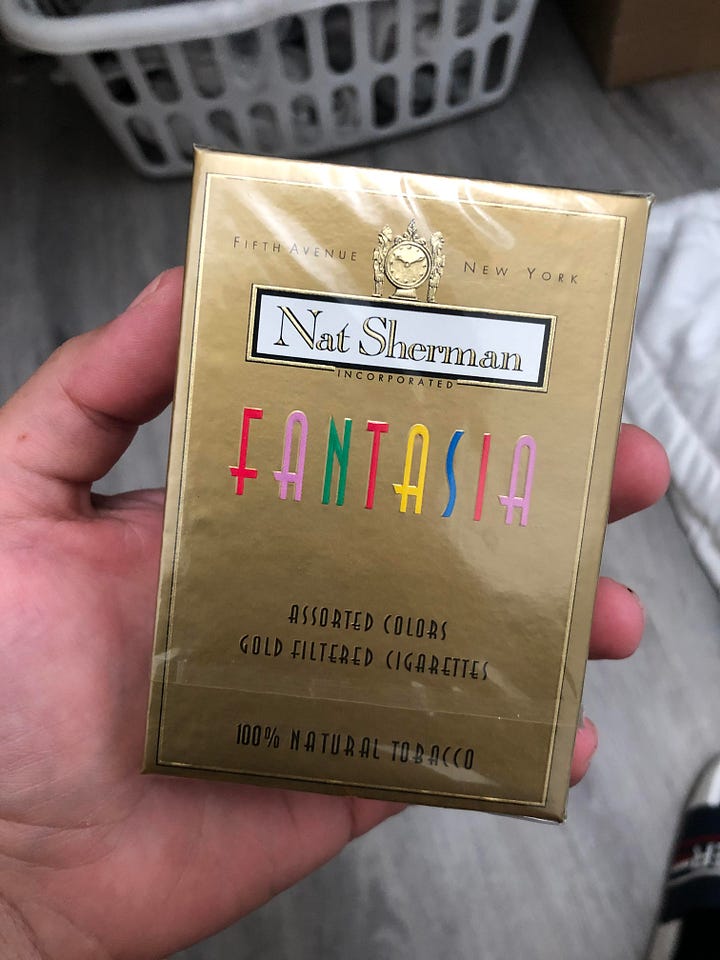 FIFTH AVENUE NEW YORK
Nat Sherman
INCORPORATED
FANTASIA
ASSORTED COLORS
GOLD FILTERED CIGARETTES
100% NATURAL TOBACCO